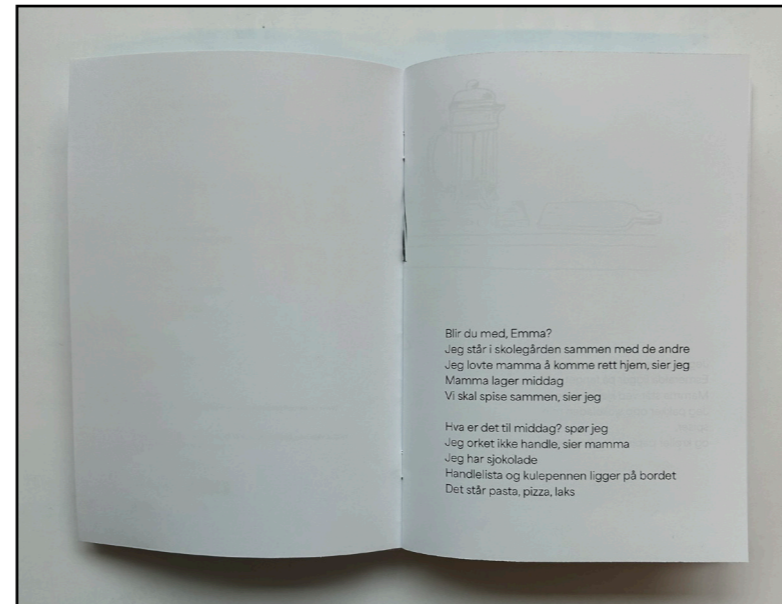 Blir du med, Emma?
Jeg står i skolegården sammen med de andre
Jeg lovte mamma å komme rett hjem, sier jeg
Mamma lager middag
Vi skal spise sammen, sier jeg

Hva er det til middag? spør jeg
Jeg orket ikke handle, sier mamma
Jeg har sjokolade
Handlelista og kulepennen ligger på bordet
Det står pasta, pizza, laks